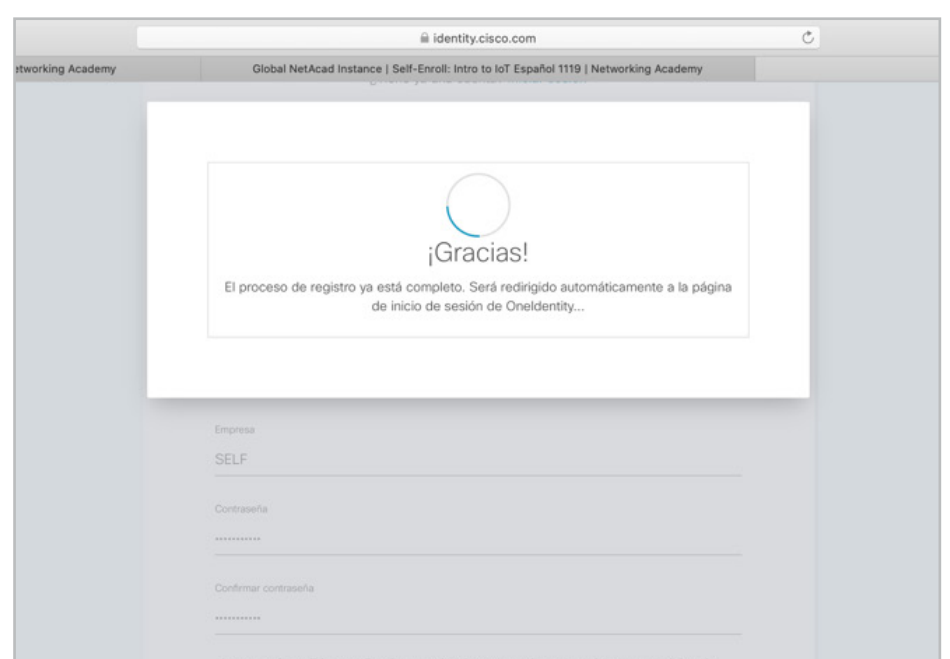 identity.cisco.com
etworking Academy
Global NetAcad Instance | Self-Enroll: Intro to IoT Español 1119 | Networking Academy
¡Gracias!
El proceso de registro ya está completo. Será redirigido automáticamente a la página
de inicio de sesión de OneIdentity...
Empresa
SELF
Contraseña
•••••••••••
Confirmar contraseña
•••••••••••